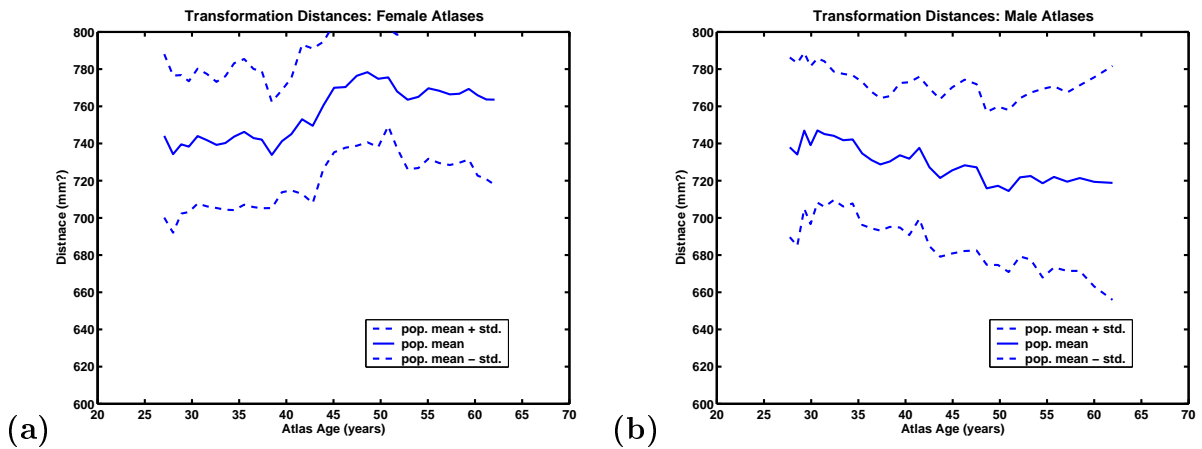 Transformation Distances: Female Atlases
800
780
760
740
720
700
680
660
640
620
600
Distnace (mm?)
pop. mean + std.
pop. mean
pop. mean − std.
20 25 30 35 40 45 50 55 60 65 70
Atlas Age (years)
(a)
Transformation Distances: Male Atlases
800
780
760
740
720
700
680
660
640
620
600
Distnace (mm?)
pop. mean + std.
pop. mean
pop. mean − std.
20 25 30 35 40 45 50 55 60 65 70
Atlas Age (years)
(b)